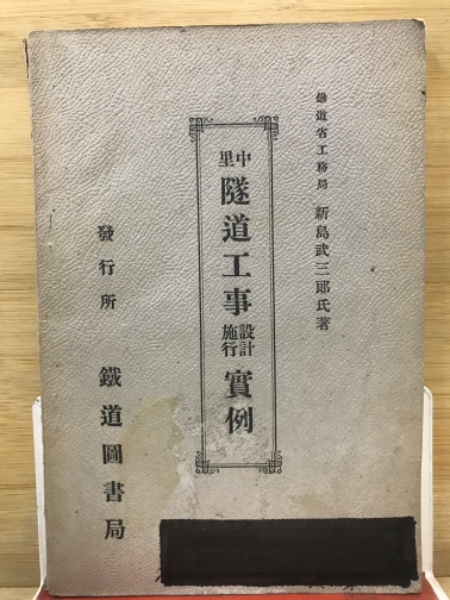 鐵道省工務局 新島武三郎氏著
中里隧道工事設計施行實例
發行所 鐵道圖書局